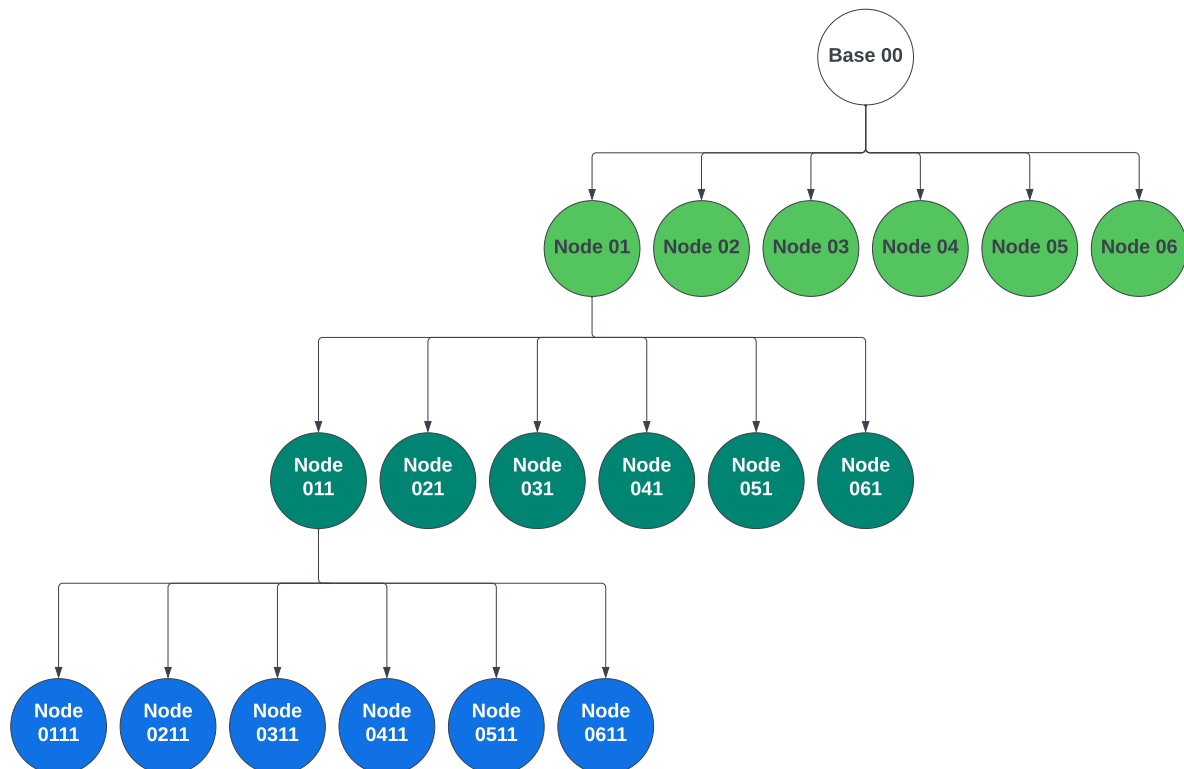 Base 00
Node 01
Node 02
Node 03
Node 04
Node 05
Node 06
Node
011
Node
021
Node
031
Node
041
Node
051
Node
061
Node
0111
Node
0211
Node
0311
Node
0411
Node
0511
Node
0611